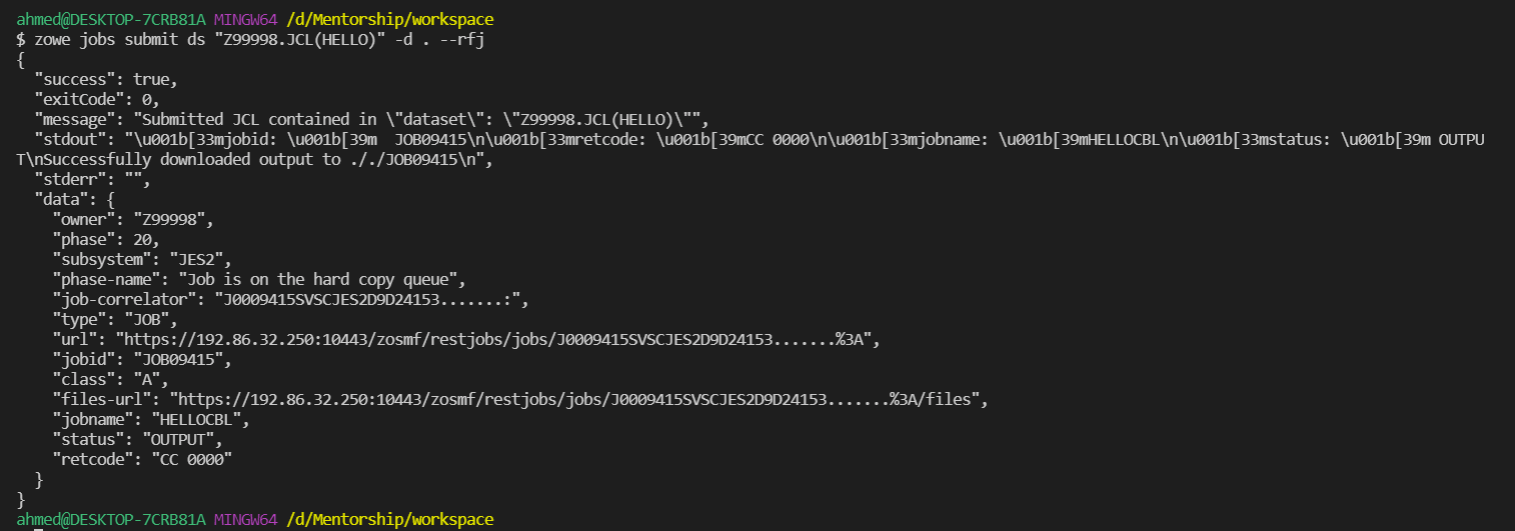 ahmed@DESKTOP-7CRB81A MINGW64 /d/Mentorship/workspace
$ zowe jobs submit ds "Z99998.JCL(HELLO)" -d . --rfj
{
  "success": true,
  "exitCode": 0,
  "message": "Submitted JCL contained in \"dataset\": \"Z99998.JCL(HELLO)\"",
  "stdout": "\u001b[33mjobid: \u001b[39m  JOB09415\n\u001b[33mretcode: \u001b[39mCC 0000\n\u001b[33mjobname: \u001b[39mHELLOCBL\n\u001b[33mstatus: \u001b[39m OUTPU
T\nSuccessfully downloaded output to ././JOB09415\n",
  "stderr": "",
  "data": {
    "owner": "Z99998",
    "phase": 20,
    "subsystem": "JES2",
    "phase-name": "Job is on the hard copy queue",
    "job-correlator": "J0009415SVSCJES2D9D24153.......:",
    "type": "JOB",
    "url": "https://192.86.32.250:10443/zosmf/restjobs/jobs/J0009415SVSCJES2D9D24153.......%3A",
    "jobid": "JOB09415",
    "class": "A",
    "files-url": "https://192.86.32.250:10443/zosmf/restjobs/jobs/J0009415SVSCJES2D9D24153.......%3A/files",
    "jobname": "HELLOCBL",
    "status": "OUTPUT",
    "retcode": "CC 0000"
  }
}
ahmed@DESKTOP-7CRB81A MINGW64 /d/Mentorship/workspace